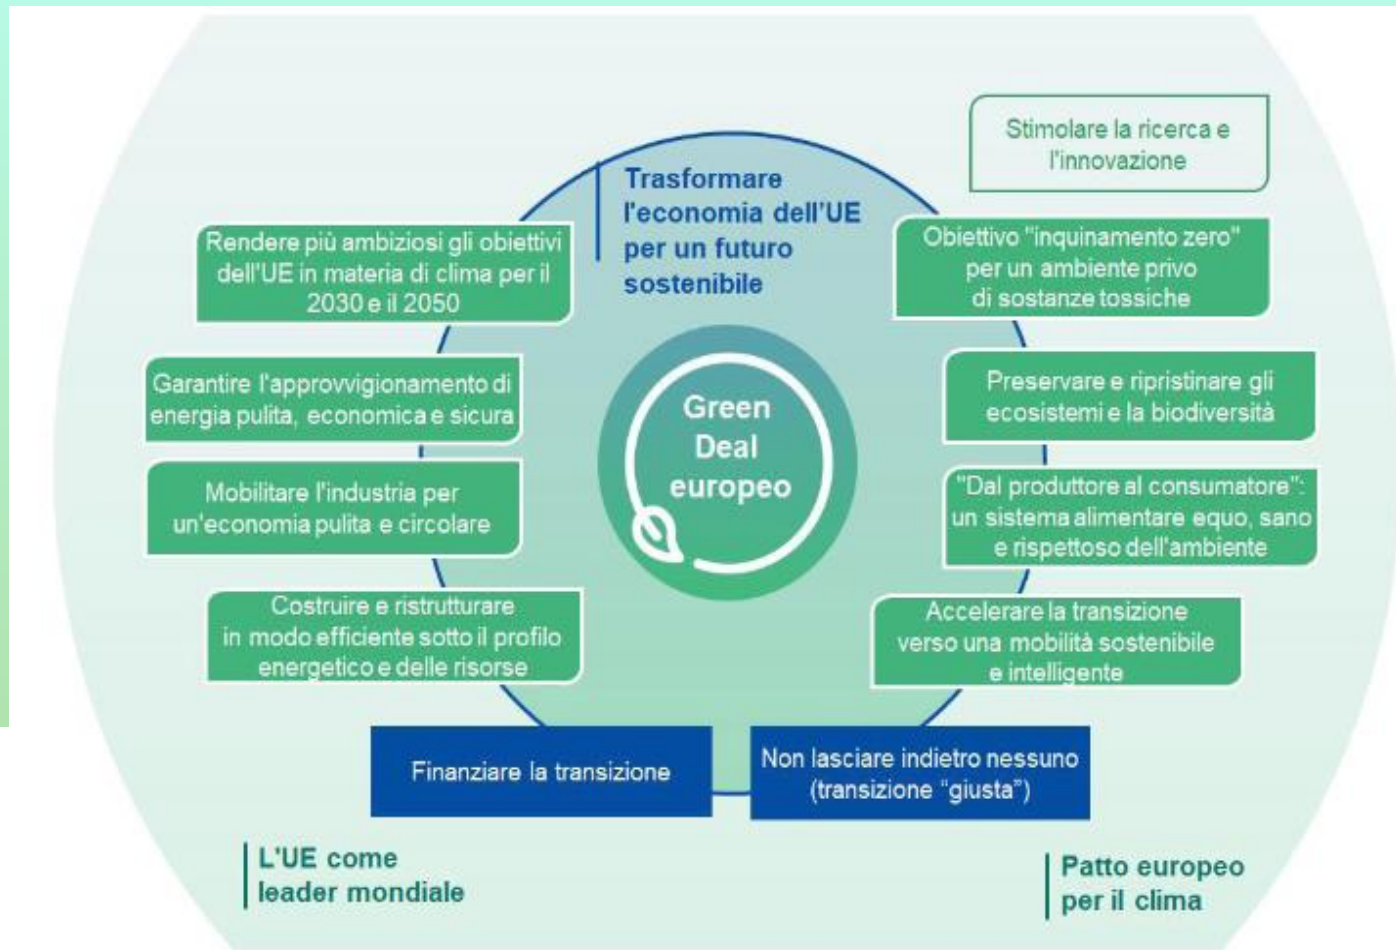 Stimolare la ricerca e
l'innovazione
Trasformare
l'economia dell'UE
per un futuro
sostenibile
Rendere più ambiziosi gli obiettivi
dell'UE in materia di clima per il
2030 e il 2050
Obiettivo "inquinamento zero"
per un ambiente privo
di sostanze tossiche
Garantire l'approvvigionamento di
energia pulita, economica e sicura
Preservare e ripristinare gli
ecosistemi e la biodiversità
Green
Deal
europeo
Mobilitare l'industria per
un'economia pulita e circolare
"Dal produttore al consumatore":
un sistema alimentare equo, sano
e rispettoso dell'ambiente
Costruire e ristrutturare
in modo efficiente sotto il profilo
energetico e delle risorse
Accelerare la transizione
verso una mobilità sostenibile
e intelligente
Finanziare la transizione
Non lasciare indietro nessuno
(transizione “giusta”)
L'UE come
leader mondiale
Patto europeo
per il clima